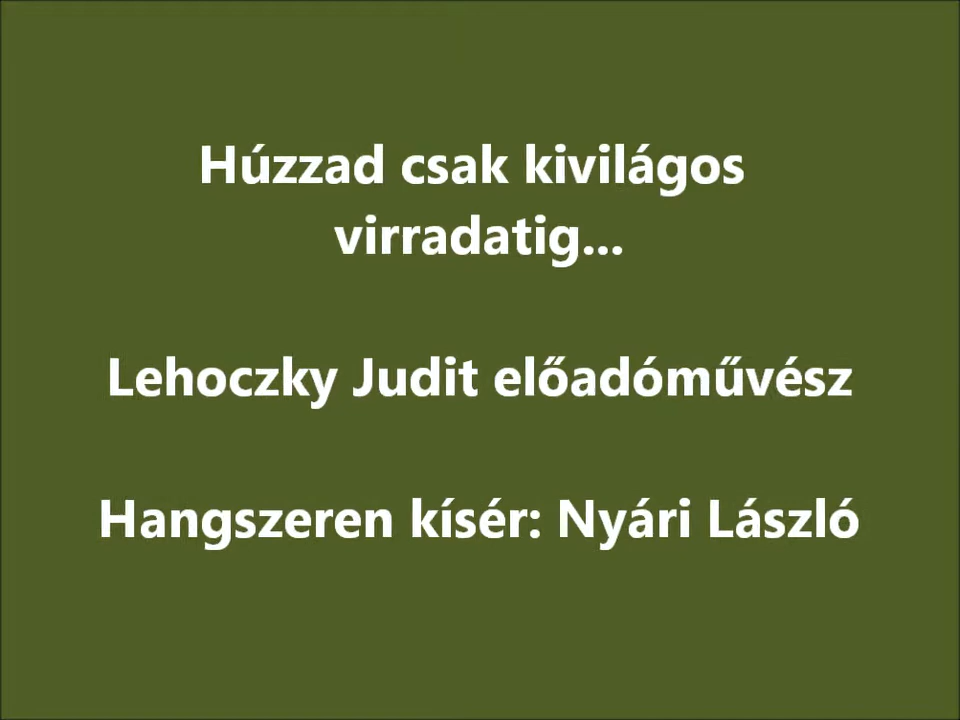 Húzzad csak kivilágos
virradatig...
Lehoczky Judit előadóművész
Hangszeren kísér: Nyári László